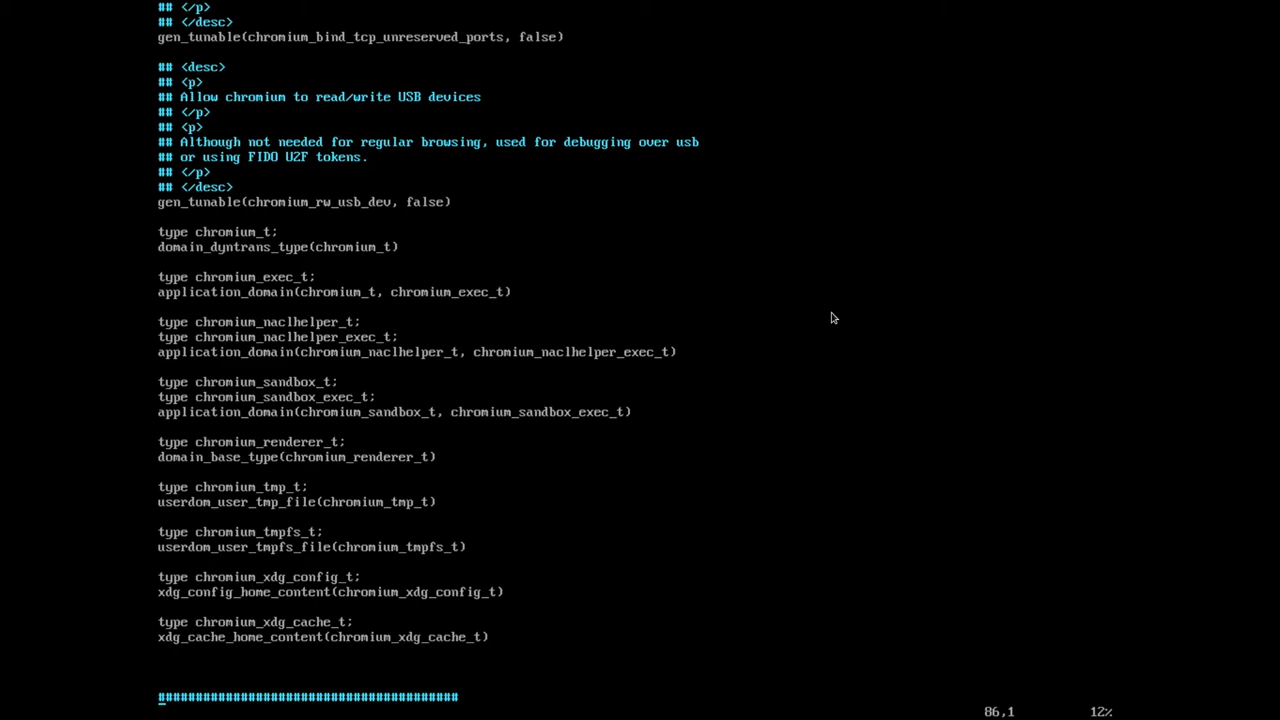 ## </p>
## </desc>
gen_tunable(chromium_bind_tcp_unreserved_ports, false)
## <desc>
## <p>
## Allow chromium to read/write USB devices
## </p>
## <p>
## Although not needed for regular browsing, used for debugging over usb
## or using FIDO U2F tokens.
## </p>
## </desc>
gen_tunable(chromium_rw_usb_dev, false)
type chromium_t;
domain_dyntrans_type(chromium_t)
type chromium_exec_t;
application_domain(chromium_t, chromium_exec_t)
type chromium_naclhelper_t;
type chromium_naclhelper_exec_t;
application_domain(chromium_naclhelper_t, chromium_naclhelper_exec_t)
type chromium_sandbox_t;
type chromium_sandbox_exec_t;
application_domain(chromium_sandbox_t, chromium_sandbox_exec_t)
type chromium_renderer_t;
domain_base_type(chromium_renderer_t)
type chromium_tmp_t;
userdom_user_tmp_file(chromium_tmp_t)
type chromium_tmpfs_t;
userdom_user_tmpfs_file(chromium_tmpfs_t)
type chromium_xdg_config_t;
xdg_config_home_content(chromium_xdg_config_t)
type chromium_xdg_cache_t;
xdg_cache_home_content(chromium_xdg_cache_t)
########################################
86,1 12%